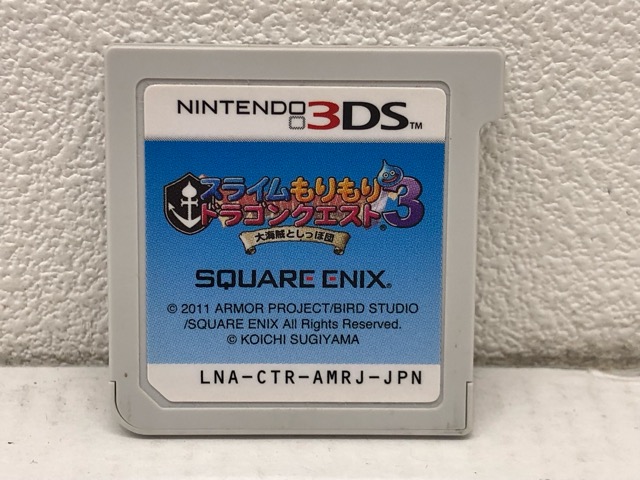 NINTENDO 3DS™
スライムもりもり
ドラゴンクエスト®3
大海賊としっぽ団
SQUARE ENIX®
© 2011 ARMOR PROJECT/BIRD STUDIO
/SQUARE ENIX All Rights Reserved.
© KOICHI SUGIYAMA
LNA-CTR-AMRJ-JPN